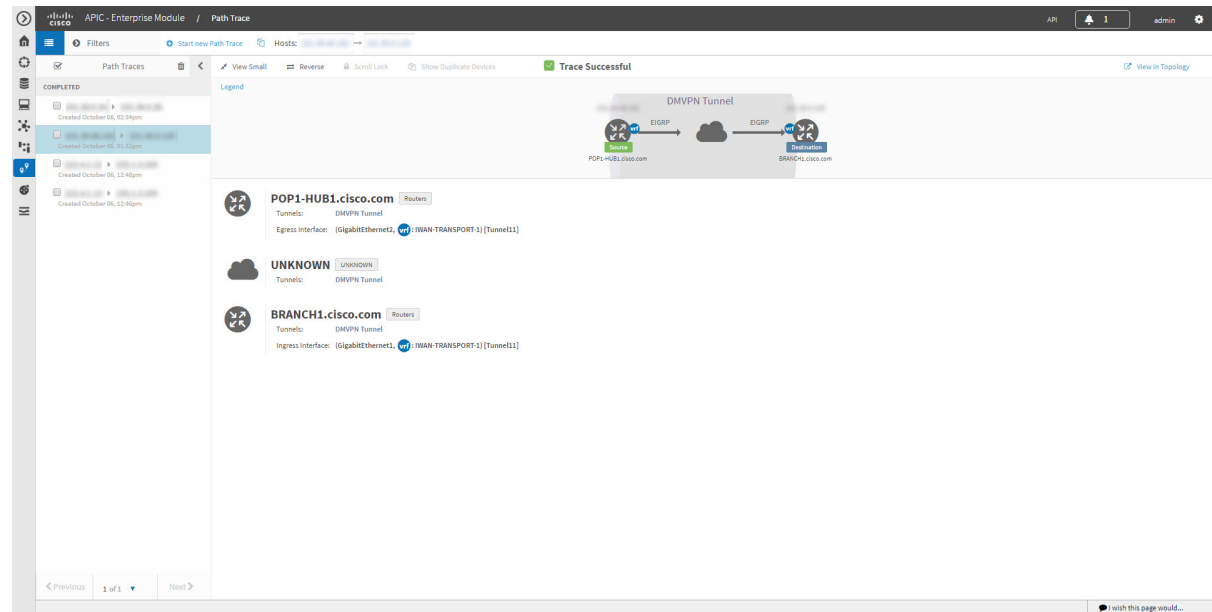 cisco APIC - Enterprise Module / Path Trace API 1 admin
Filters Start new Path Trace Hosts:
Path Traces View Small Reverse Scroll Lock Show Duplicate Devices Trace Successful View in Topology
COMPLETED
Legend
Created October 06, 02:34pm
Created October 06, 01:32pm
Created October 06, 12:48pm
Created October 06, 12:46pm
DMVPN Tunnel
EIGRP EIGRP
vrf vrf
Source Destination
POP1-HUB1.cisco.com BRANCH1.cisco.com
POP1-HUB1.cisco.com Routers
Tunnels: DMVPN Tunnel
Egress Interface: (GigabitEthernet2, vrf : IWAN-TRANSPORT-1) [Tunnel11]
UNKNOWN UNKNOWN
Tunnels: DMVPN Tunnel
BRANCH1.cisco.com Routers
Tunnels: DMVPN Tunnel
Ingress Interface: (GigabitEthernet1, vrf : IWAN-TRANSPORT-1) [Tunnel11]
Previous 1 of 1 Next
I wish this page would...